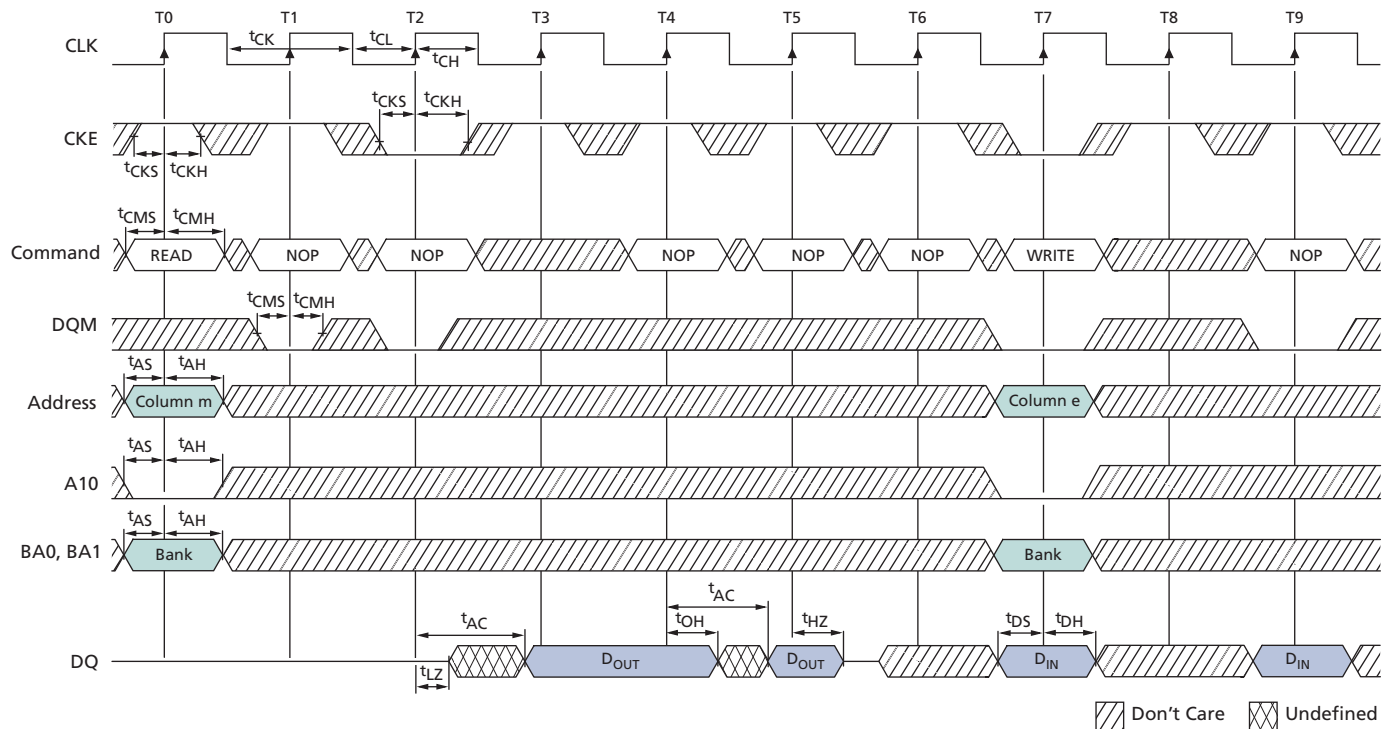 T0 T1 T2 T3 T4 T5 T6 T7 T8 T9
CLK tCK tCL tCH
tCKS tCKH
CKE
tCKS tCKH
tCMS tCMH
Command READ NOP NOP NOP NOP NOP WRITE NOP
tCMS tCMH
DQM
tAS tAH
Address Column m Column e
tAS tAH
A10
tAS tAH
BA0, BA1 Bank Bank
tAC tAC tOH tHZ tDS tDH
DQ DOUT DOUT DIN DIN
tLZ
Don't Care Undefined